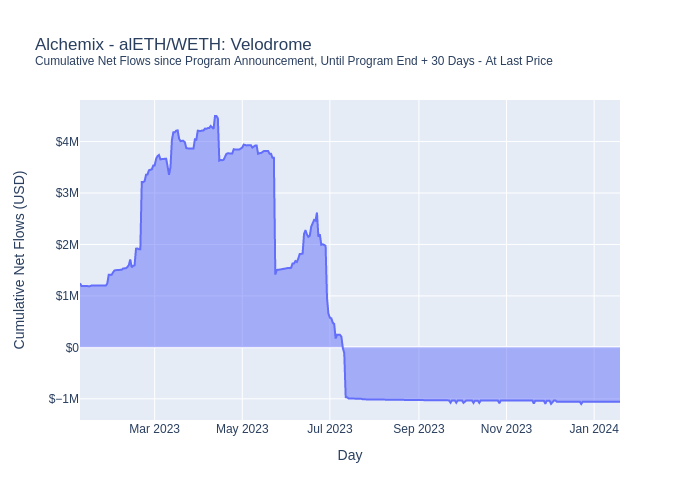 Alchemix - alETH/WETH: Velodrome
Cumulative Net Flows since Program Announcement, Until Program End + 30 Days - At Last Price
$4M
$3M
$2M
$1M
$0
$−1M
Cumulative Net Flows (USD)
Mar 2023 May 2023 Jul 2023 Sep 2023 Nov 2023 Jan 2024
Day